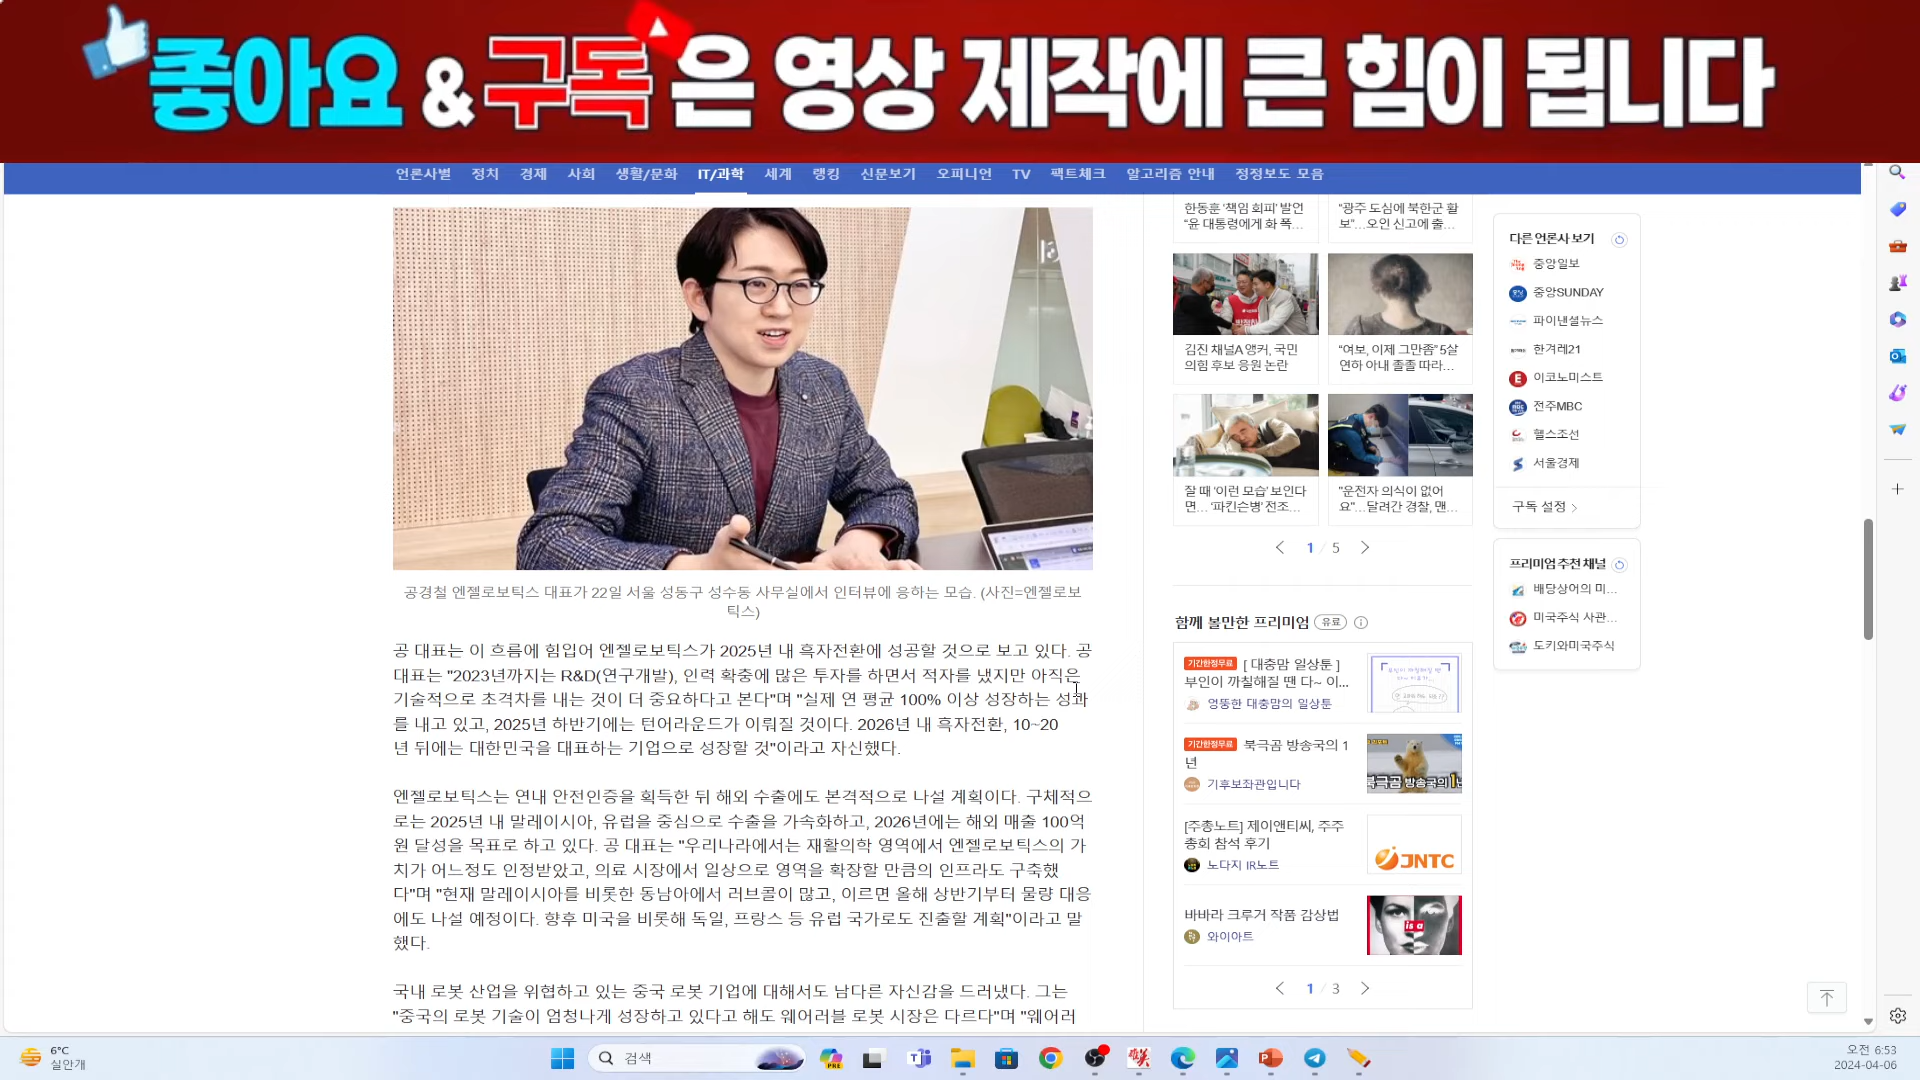 좋아요 & 구독은 영상 제작에 큰 힘이 됩니다
언론사별 정치 경제 사회 생활/문화 IT/과학 세계 랭킹 신문보기 오피니언 TV 팩트체크 알고리즘 안내 정정보도 모음
공경철 엔젤로보틱스 대표가 22일 서울 성동구 성수동 사무실에서 인터뷰에 응하는 모습. (사진=엔젤로보
틱스)
공 대표는 이 흐름에 힘입어 엔젤로보틱스가 2025년 내 흑자전환에 성공할 것으로 보고 있다. 공
대표는 "2023년까지는 R&D(연구개발), 인력 확충에 많은 투자를 하면서 적자를 냈지만 아직은
기술적으로 초격차를 내는 것이 더 중요하다고 본다"며 "실제 연 평균 100% 이상 성장하는 성과
를 내고 있고, 2025년 하반기에는 턴어라운드가 이뤄질 것이다. 2026년 내 흑자전환, 10~20
년 뒤에는 대한민국을 대표하는 기업으로 성장할 것"이라고 자신했다.
엔젤로보틱스는 연내 안전인증을 획득한 뒤 해외 수출에도 본격적으로 나설 계획이다. 구체적으
로는 2025년 내 말레이시아, 유럽을 중심으로 수출을 가속화하고, 2026년에는 해외 매출 100억
원 달성을 목표로 하고 있다. 공 대표는 "우리나라에서는 재활의학 영역에서 엔젤로보틱스의 가
치가 어느정도 인정받았고, 의료 시장에서 일상으로 영역을 확장할 만큼의 인프라도 구축했
다"며 "현재 말레이시아를 비롯한 동남아에서 러브콜이 많고, 이르면 올해 상반기부터 물량 대응
에도 나설 예정이다. 향후 미국을 비롯해 독일, 프랑스 등 유럽 국가로도 진출할 계획"이라고 말
했다.
국내 로봇 산업을 위협하고 있는 중국 로봇 기업에 대해서도 남다른 자신감을 드러냈다. 그는
"중국의 로봇 기술이 엄청나게 성장하고 있다고 해도 웨어러블 로봇 시장은 다르다"며 "웨어러
한동훈 '책임 회피' 발언
"윤 대통령에게 화 폭...
"광주 도심에 북한군 활
보"...오인 신고에 출...
김진 채널A 앵커, 국민
의힘 후보 응원 논란
"여보, 이제 그만좀" 5살
연하 아내 졸졸 따라...
잘 때 '이런 모습' 보인다
면... '파킨슨병' 전조...
"운전자 의식이 없어
요"...달려간 경찰, 맨...
1 / 5
함께 볼만한 프리미엄 유료
기간한정무료 [ 대충맘 일상툰 ]
부인이 까칠해질 땐 다~ 이...
엉뚱한 대충맘의 일상툰
기간한정무료 북극곰 방송국의 1
년
기후보좌관입니다
북극곰 방송국의 1년
[주총노트] 제이앤티씨, 주주
총회 참석 후기
노다지 IR노트
JNTC
바바라 크루거 작품 감상법
와이아트
is a
1 / 3
다른 언론사 보기
중앙일보
중앙SUNDAY
파이낸셜뉴스
한겨레21
이코노미스트
전주MBC
헬스조선
서울경제
구독 설정
프리미엄 추천 채널
배당상어의 미...
미국주식 사관...
도키와미국주식
6°C
실안개
검색
PRE
오전 6:53
2024-04-06